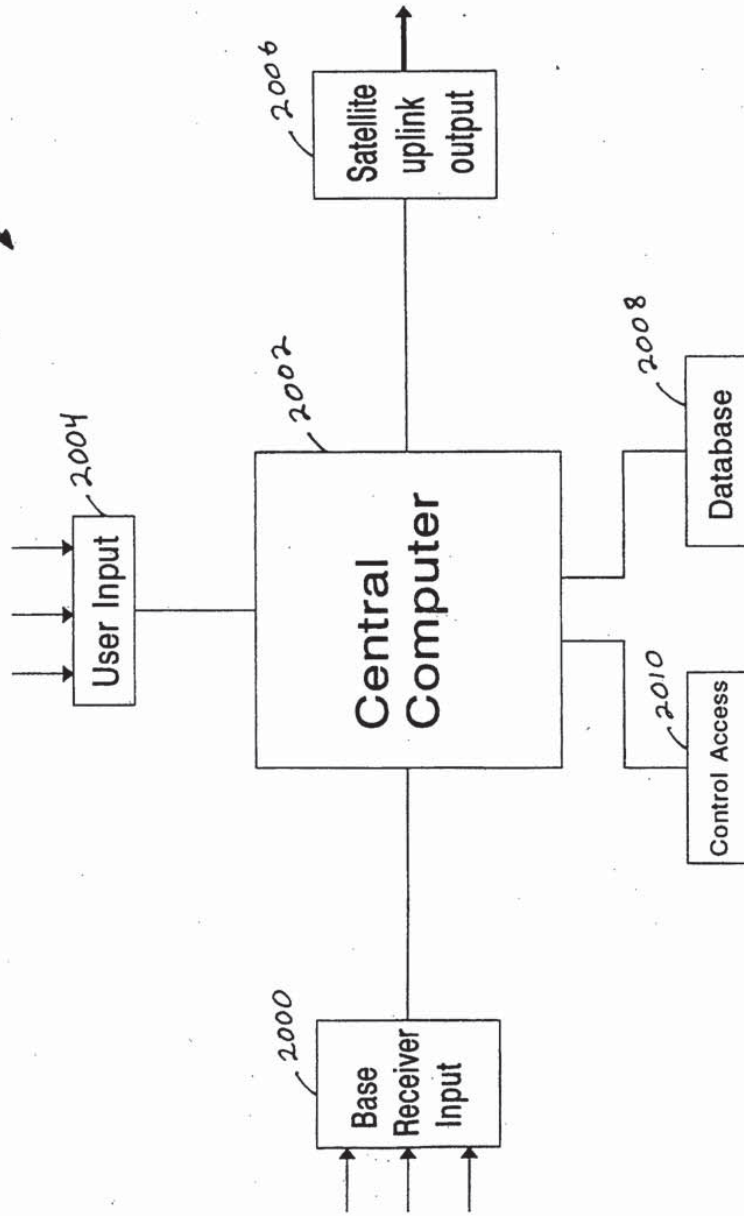 2004
User Input
2006
Satellite
uplink
output
2002
Central
Computer
2000
Base
Receiver
Input
2010
Control Access
2008
Database